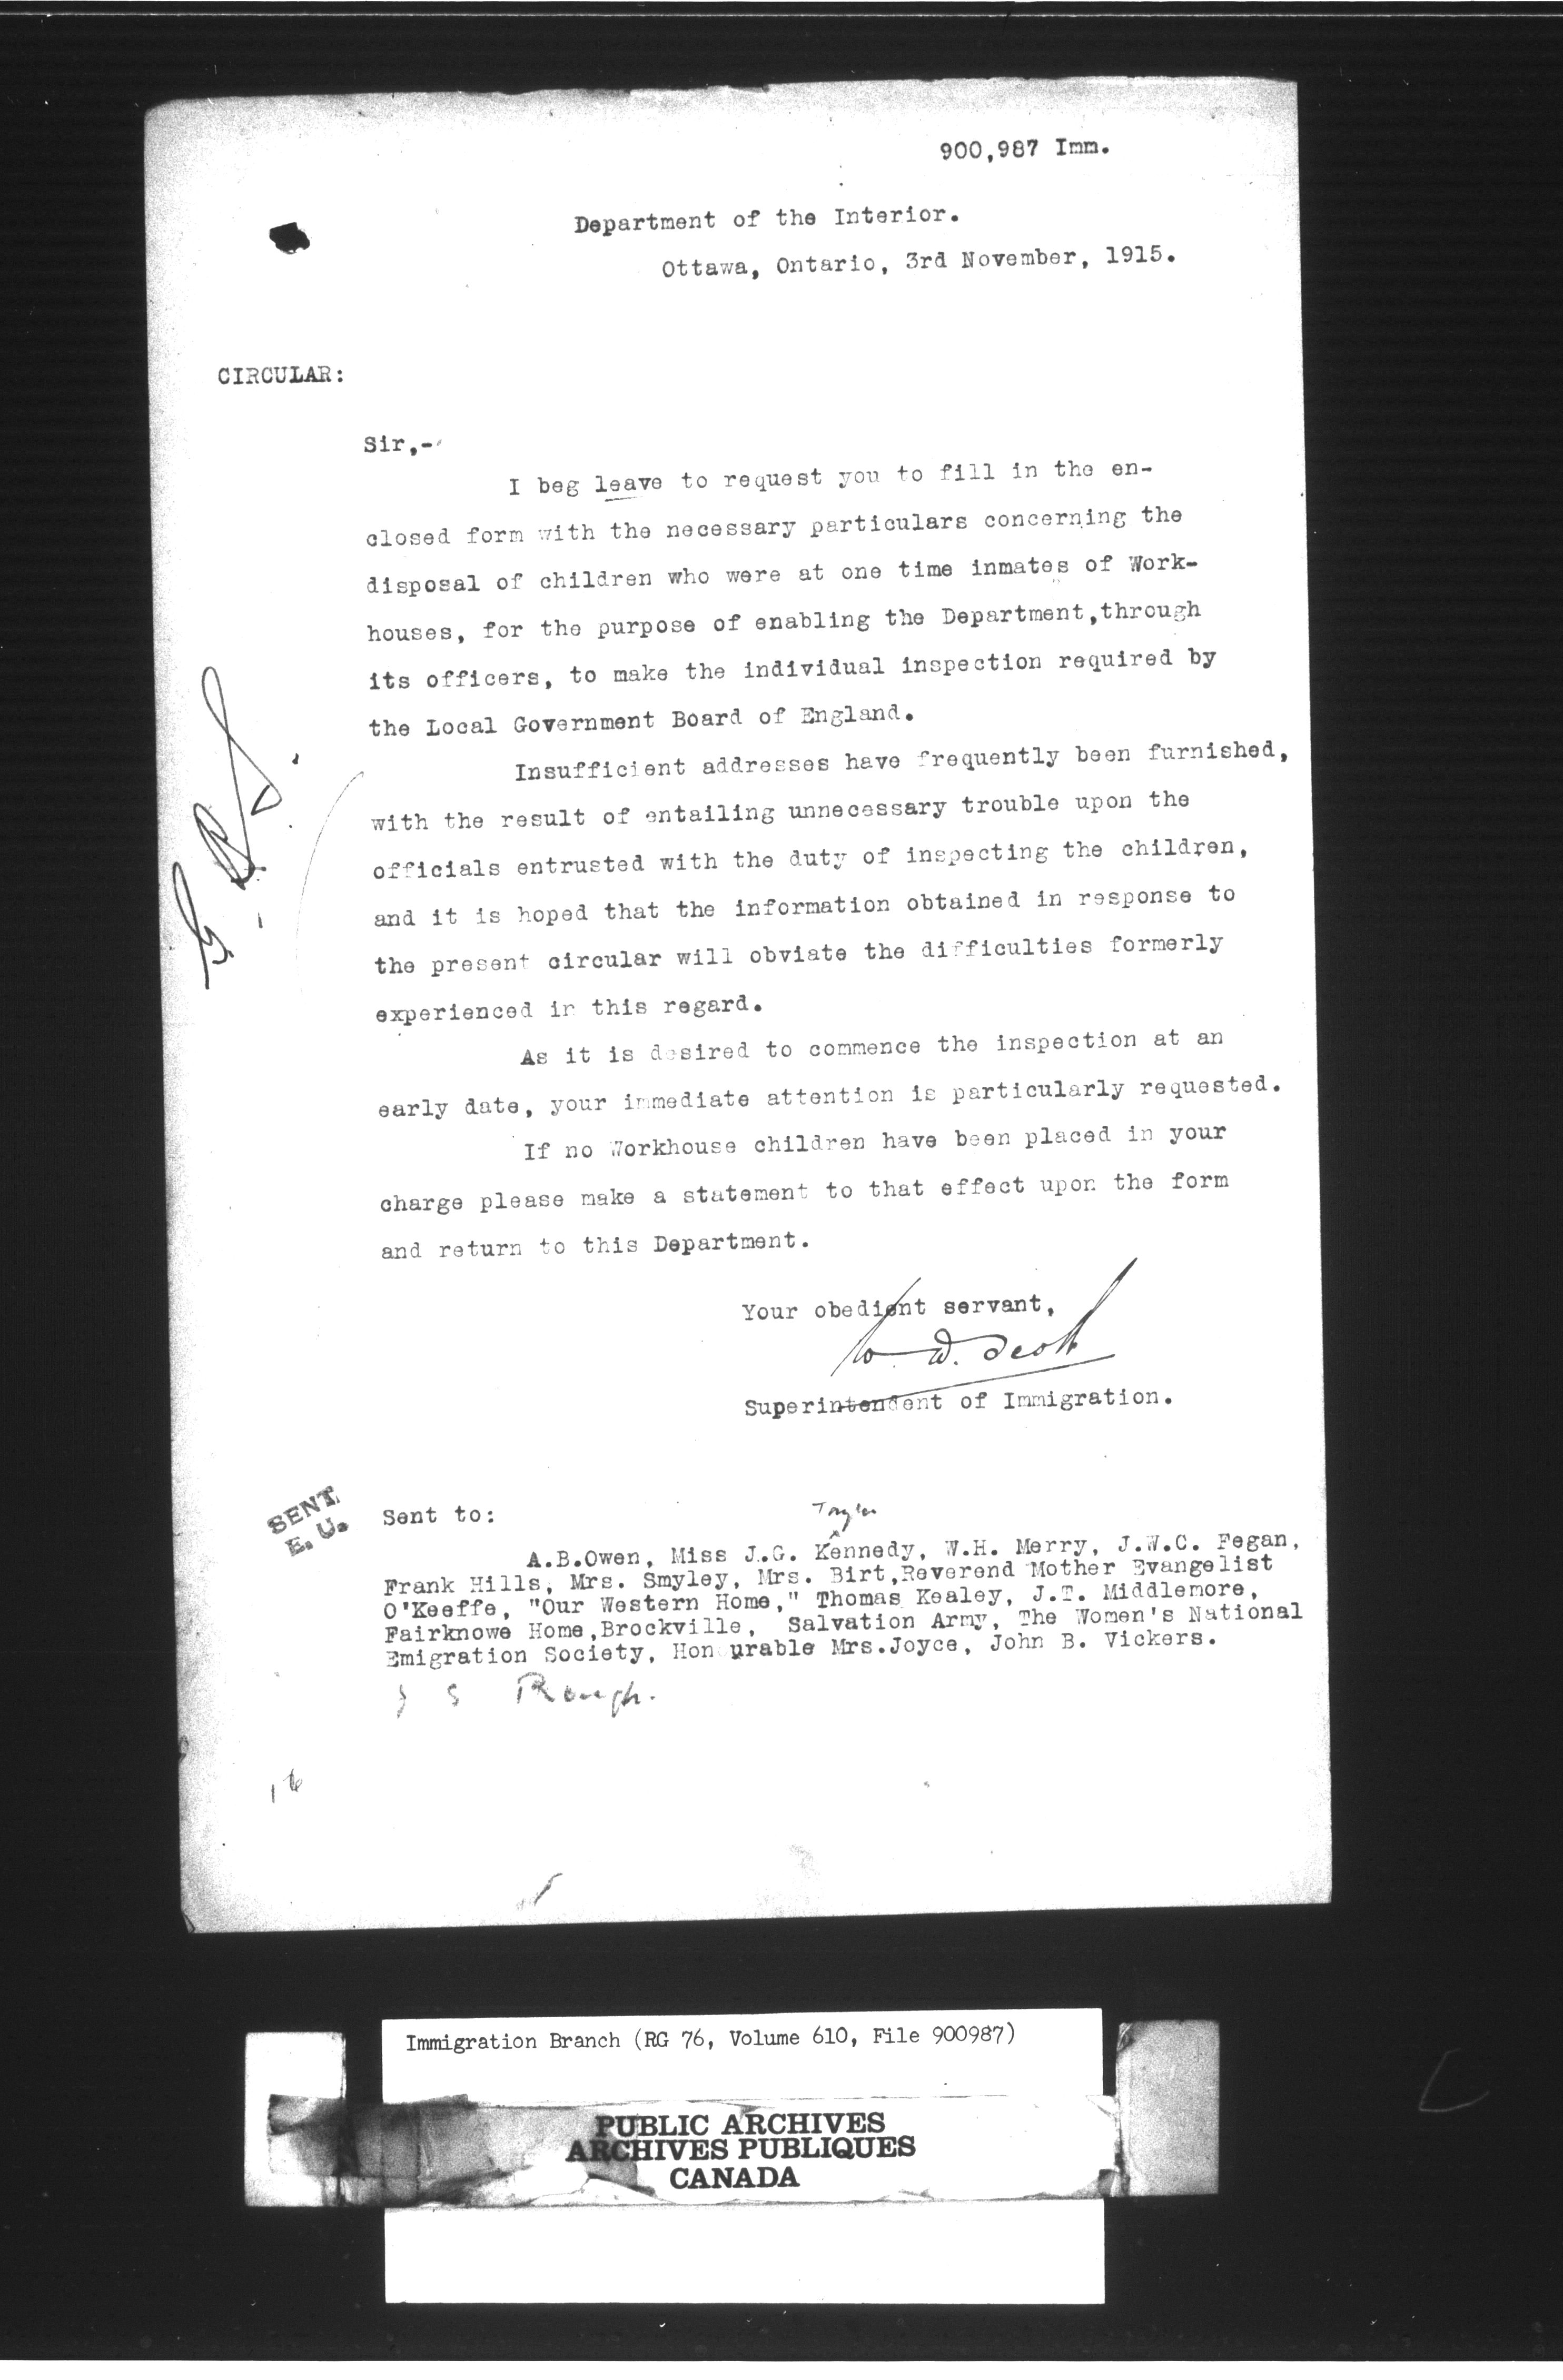 900,987 Imm.
Department of the Interior.
Ottawa, Ontario, 3rd November, 1915.
CIRCULAR:
Sir,-
I beg leave to request you to fill in the en-
closed form with the necessary particulars concerning the
disposal of children who were at one time inmates of Work-
houses, for the purpose of enabling the Department,through
its officers, to make the individual inspection required by
the Local Government Board of England.
Insufficient addresses have frequently been furnished,
with the result of entailing unnecessary trouble upon the
officials entrusted with the duty of inspecting the children,
and it is hoped that the information obtained in response to
the present circular will obviate the difficulties formerly
experienced in this regard.
As it is desired to commence the inspection at an
early date, your immediate attention is particularly requested.
If no Workhouse children have been placed in your
charge please make a statement to that effect upon the form
and return to this Department.
Your obedient servant,
W. D. Scott
Superintendent of Immigration.
SENT
E. U.
Sent to:
Taylor
A.B.Owen, Miss J.G. Kennedy, W.H. Merry, J.W.C. Fegan,
Frank Hills, Mrs. Smyley, Mrs. Birt,Reverend Mother Evangelist
O'Keeffe, "Our Western Home," Thomas Kealey, J.T. Middlemore,
Fairknowe Home,Brockville, Salvation Army, The Women's National
Emigration Society, Honourable Mrs.Joyce, John B. Vickers.
Immigration Branch (RG 76, Volume 610, File 900987)
PUBLIC ARCHIVES
ARCHIVES PUBLIQUES
CANADA